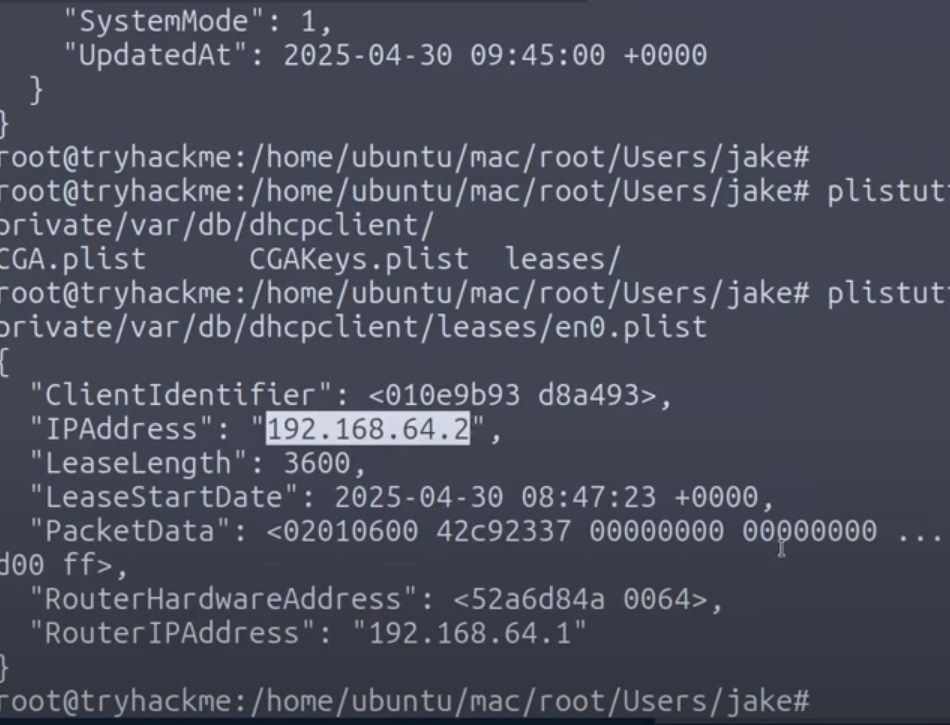 "SystemMode": 1,
"UpdatedAt": 2025-04-30 09:45:00 +0000
}
}
root@tryhackme:/home/ubuntu/mac/root/Users/jake#
root@tryhackme:/home/ubuntu/mac/root/Users/jake# plistut
private/var/db/dhcpclient/
CGA.plist CGAKeys.plist leases/
root@tryhackme:/home/ubuntu/mac/root/Users/jake# plistut
private/var/db/dhcpclient/leases/en0.plist
{
"ClientIdentifier": <010e9b93 d8a493>,
"IPAddress": "192.168.64.2",
"LeaseLength": 3600,
"LeaseStartDate": 2025-04-30 08:47:23 +0000,
"PacketData": <02010600 42c92337 00000000 00000000 ...
d00 ff>,
"RouterHardwareAddress": <52a6d84a 0064>,
"RouterIPAddress": "192.168.64.1"
}
root@tryhackme:/home/ubuntu/mac/root/Users/jake#